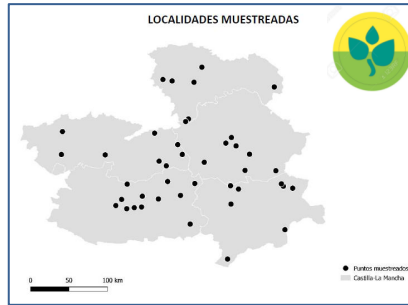 LOCALIDADES MUESTREADAS
Puntos muestreados
Castilla-La Mancha
0 50 100 km